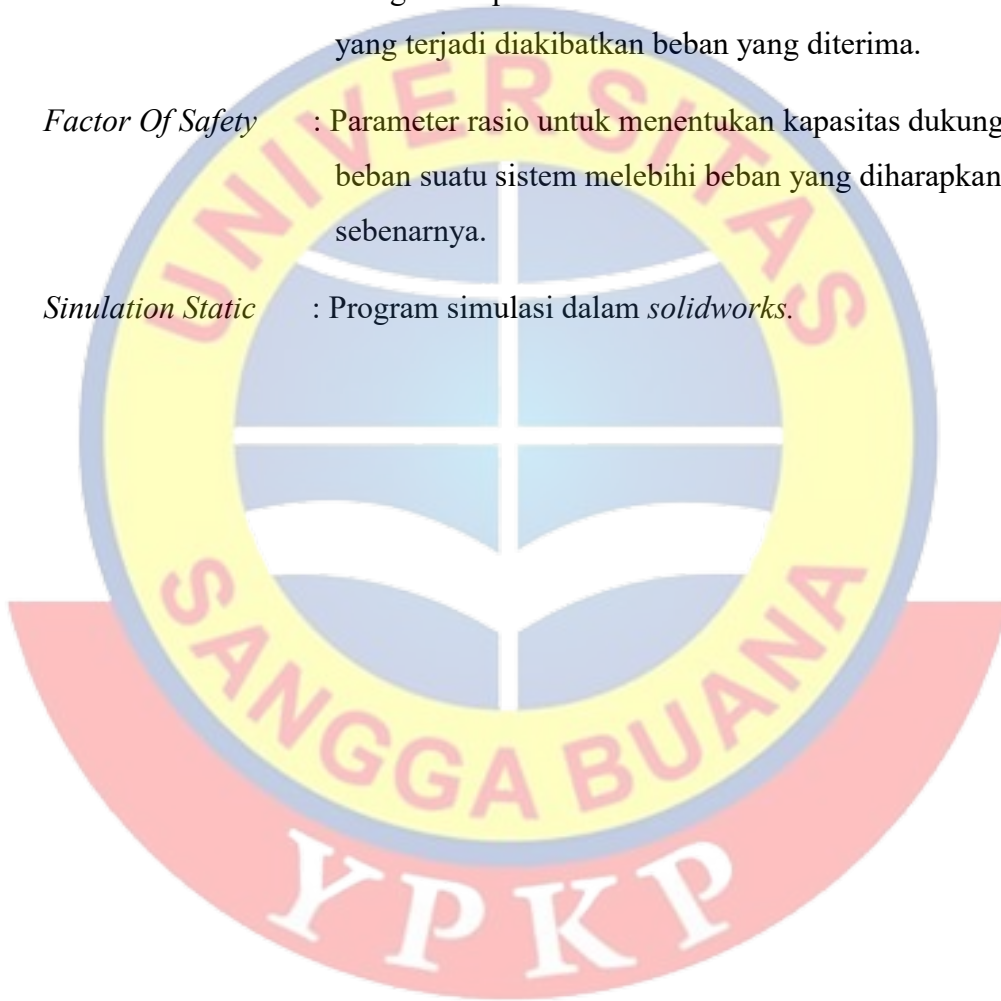 yang terjadi diakibatkan beban yang diterima.
Factor Of Safety : Parameter rasio untuk menentukan kapasitas dukung
beban suatu sistem melebihi beban yang diharapkan
sebenarnya.
Sinulation Static : Program simulasi dalam solidworks.
UNIVERSITAS
SANGGA BUANA
YPKP